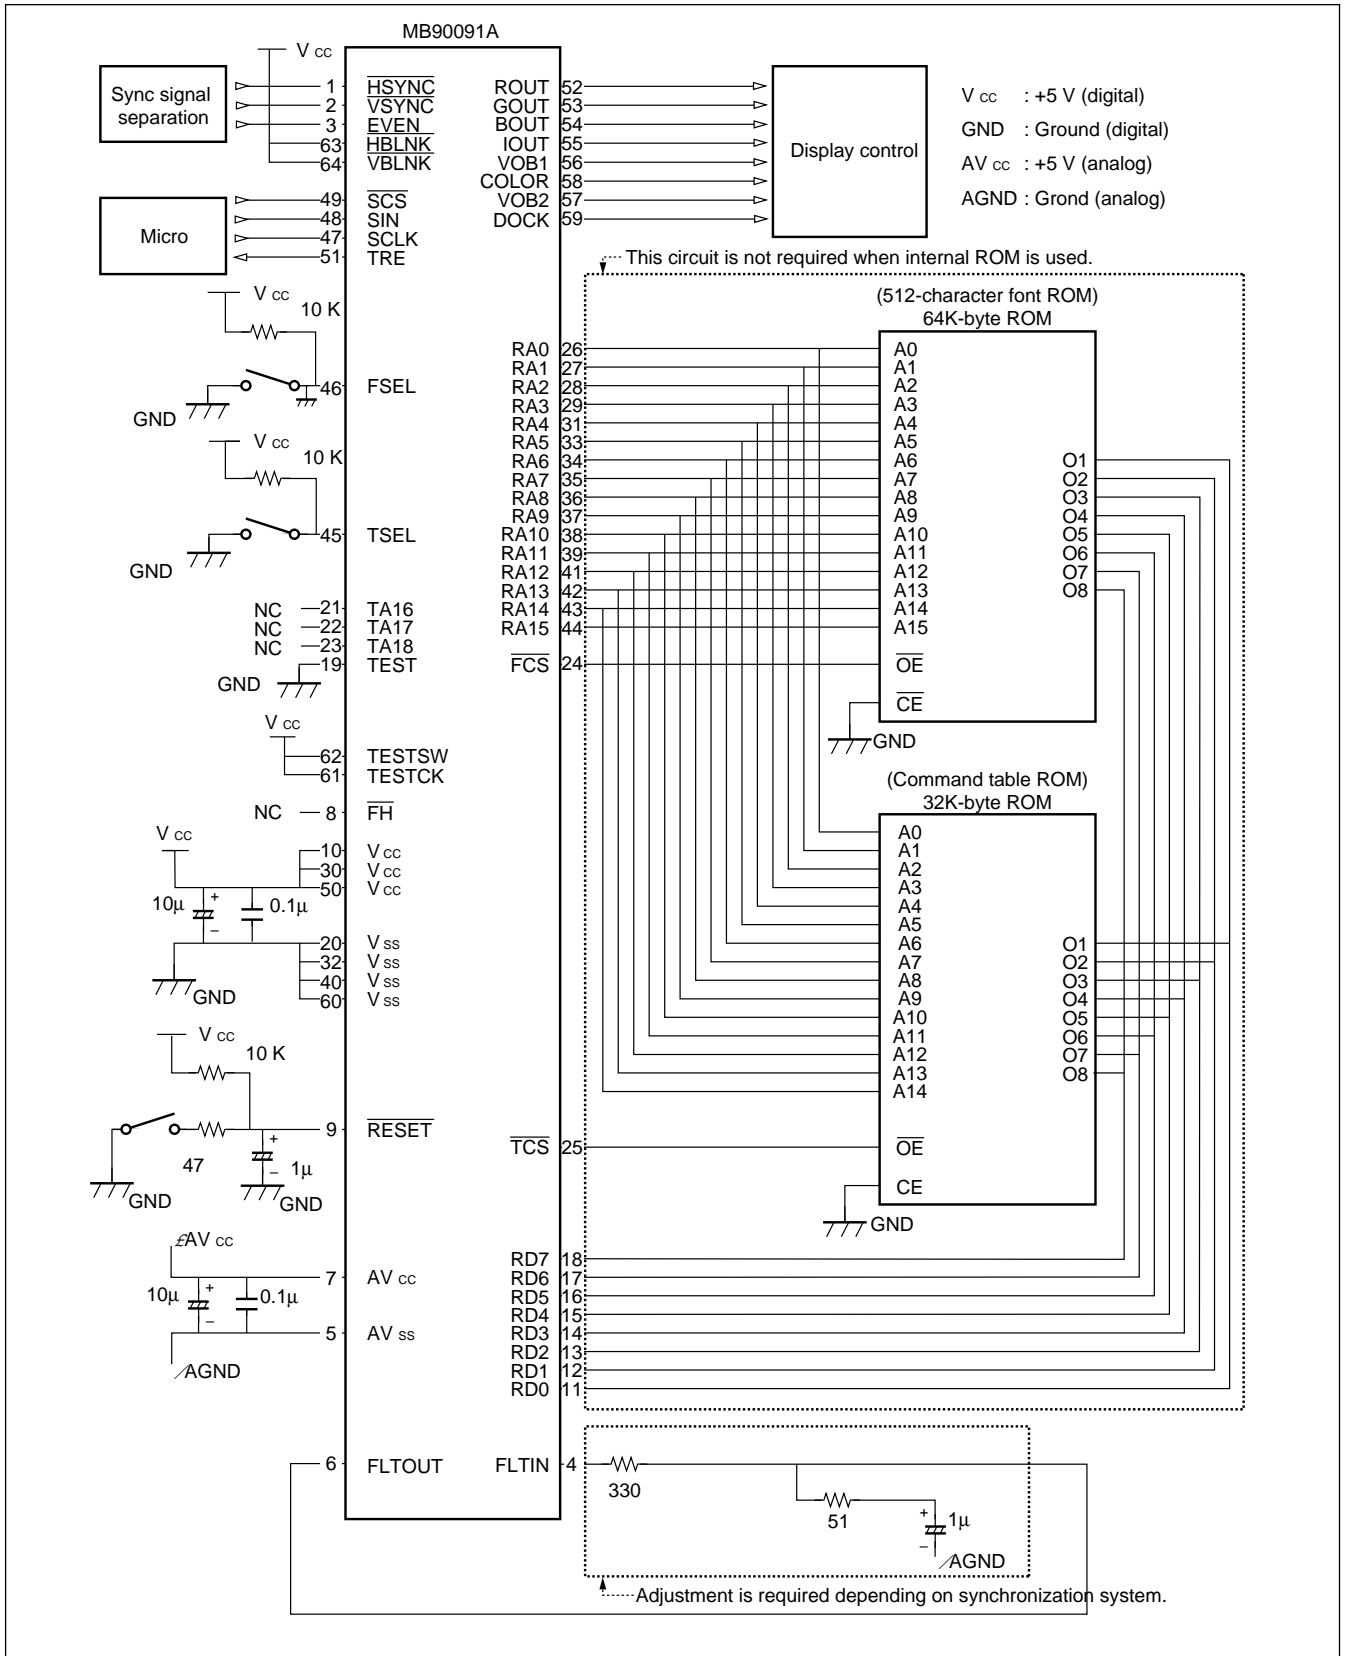 MB90091A
V CC
Sync signal
separation
1 HSYNC
2 VSYNC
3 EVEN
63 HBLNK
64 VBLNK
Micro
49 SCS
48 SIN
47 SCLK
51 TRE
ROUT 52
GOUT 53
BOUT 54
IOUT 55
VOB1 56
COLOR 58
VOB2 57
DOCK 59
Display control
V CC : +5 V (digital)
GND : Ground (digital)
AV CC : +5 V (analog)
AGND : Grond (analog)
This circuit is not required when internal ROM is used.
V CC
10 K
46 FSEL
GND
V CC
10 K
45 TSEL
GND
NC 21 TA16
NC 22 TA17
NC 23 TA18
19 TEST
GND
V CC
62 TESTSW
61 TESTCK
NC 8 FH
V CC
10 V CC
30 V CC
50 V CC
10μ + − 0.1μ
20 V SS
32 V SS
40 V SS
60 V SS
GND
V CC
10 K
9 RESET
47
+ − 1μ
GND
GND
£AV CC
7 AV CC
10μ + − 0.1μ
5 AV SS
AGND
6 FLTOUT
RA0 26
RA1 27
RA2 28
RA3 29
RA4 31
RA5 33
RA6 34
RA7 35
RA8 36
RA9 37
RA10 38
RA11 39
RA12 41
RA13 42
RA14 43
RA15 44
FCS 24
(512-character font ROM)
64K-byte ROM
A0
A1
A2
A3
A4
A5
A6
A7
A8
A9
A10
A11
A12
A13
A14
A15
OE
CE
GND
O1
O2
O3
O4
O5
O6
O7
O8
(Command table ROM)
32K-byte ROM
A0
A1
A2
A3
A4
A5
A6
A7
A8
A9
A10
A11
A12
A13
A14
O1
O2
O3
O4
O5
O6
O7
O8
TCS 25
OE
CE
GND
RD7 18
RD6 17
RD5 16
RD4 15
RD3 14
RD2 13
RD1 12
RD0 11
FLTIN 4
330
51
+ − 1μ
AGND
Adjustment is required depending on synchronization system.